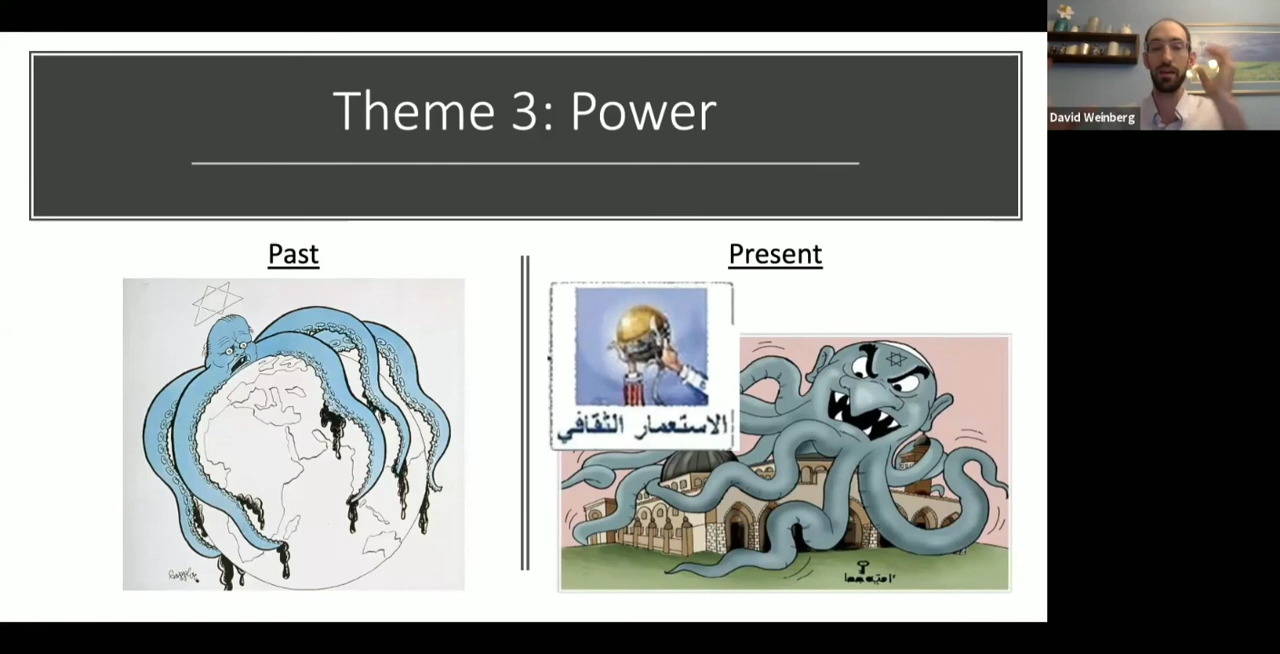 Theme 3: Power
Past
Present
الاستعمار الثقافي
David Weinberg